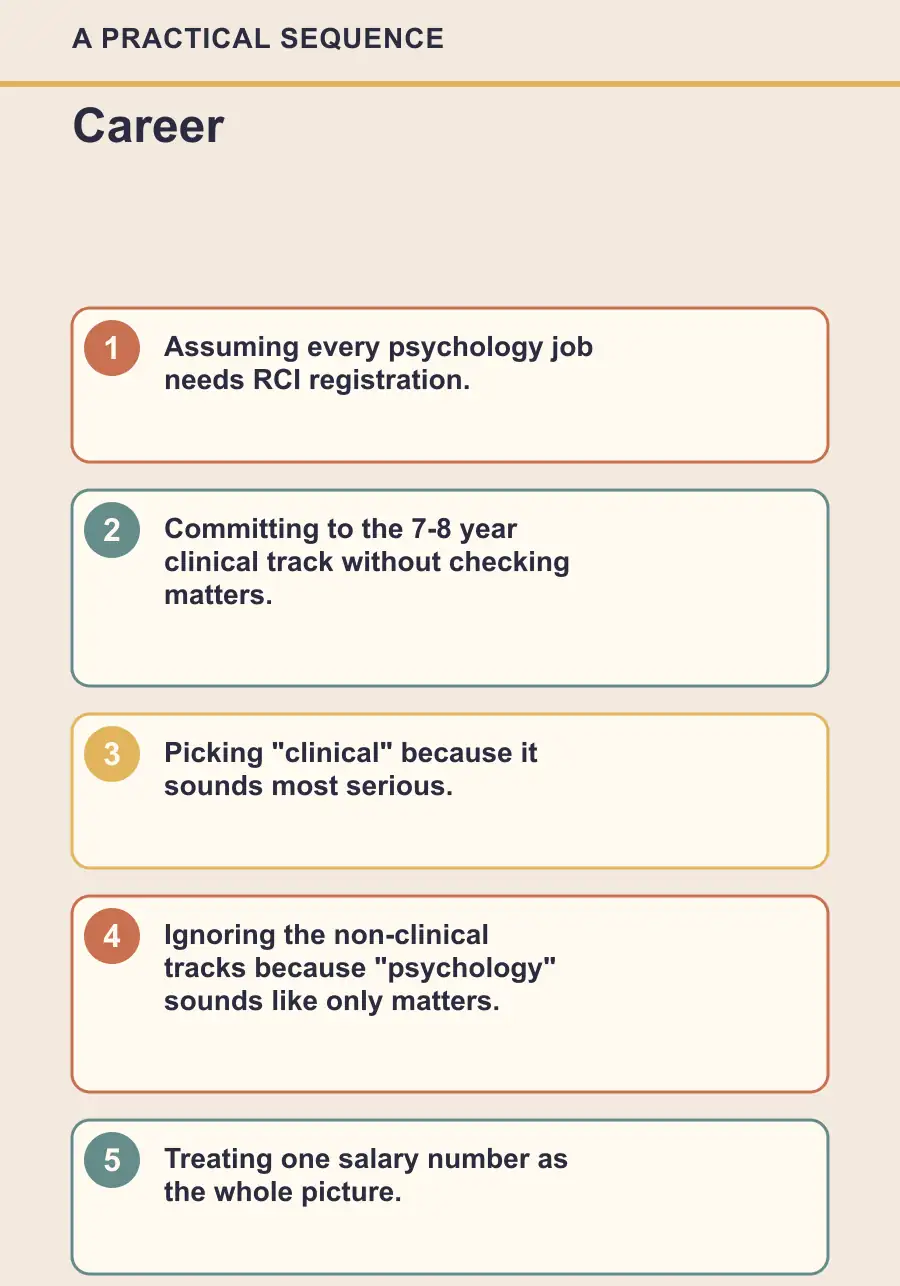 A PRACTICAL SEQUENCE
Career
1
Assuming every psychology job
needs RCI registration.
2
Committing to the 7-8 year
clinical track without checking
matters.
3
Picking "clinical" because it
sounds most serious.
4
Ignoring the non-clinical
tracks because "psychology"
sounds like only matters.
5
Treating one salary number as
the whole picture.